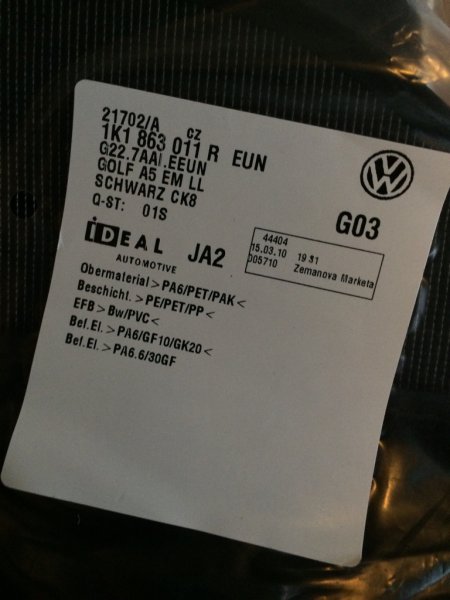 21702/A CZ
1K1 863 011 R EUN
G22.7AAI.EEUN
GOLF A5 EM LL
SCHWARZ CK8
Q-ST: 01S
G03
iDEAL JA2
AUTOMOTIVE
44404
15.03.10 19 31
005710 Zemanova Marketa
Obermaterial>PA6/PET/PAK<
Beschicht.>PE/PET/PP<
EFB>Bw/PVC<
Bef.El.>PA6/GF10/GK20<
Bef.El.>PA6.6/30GF